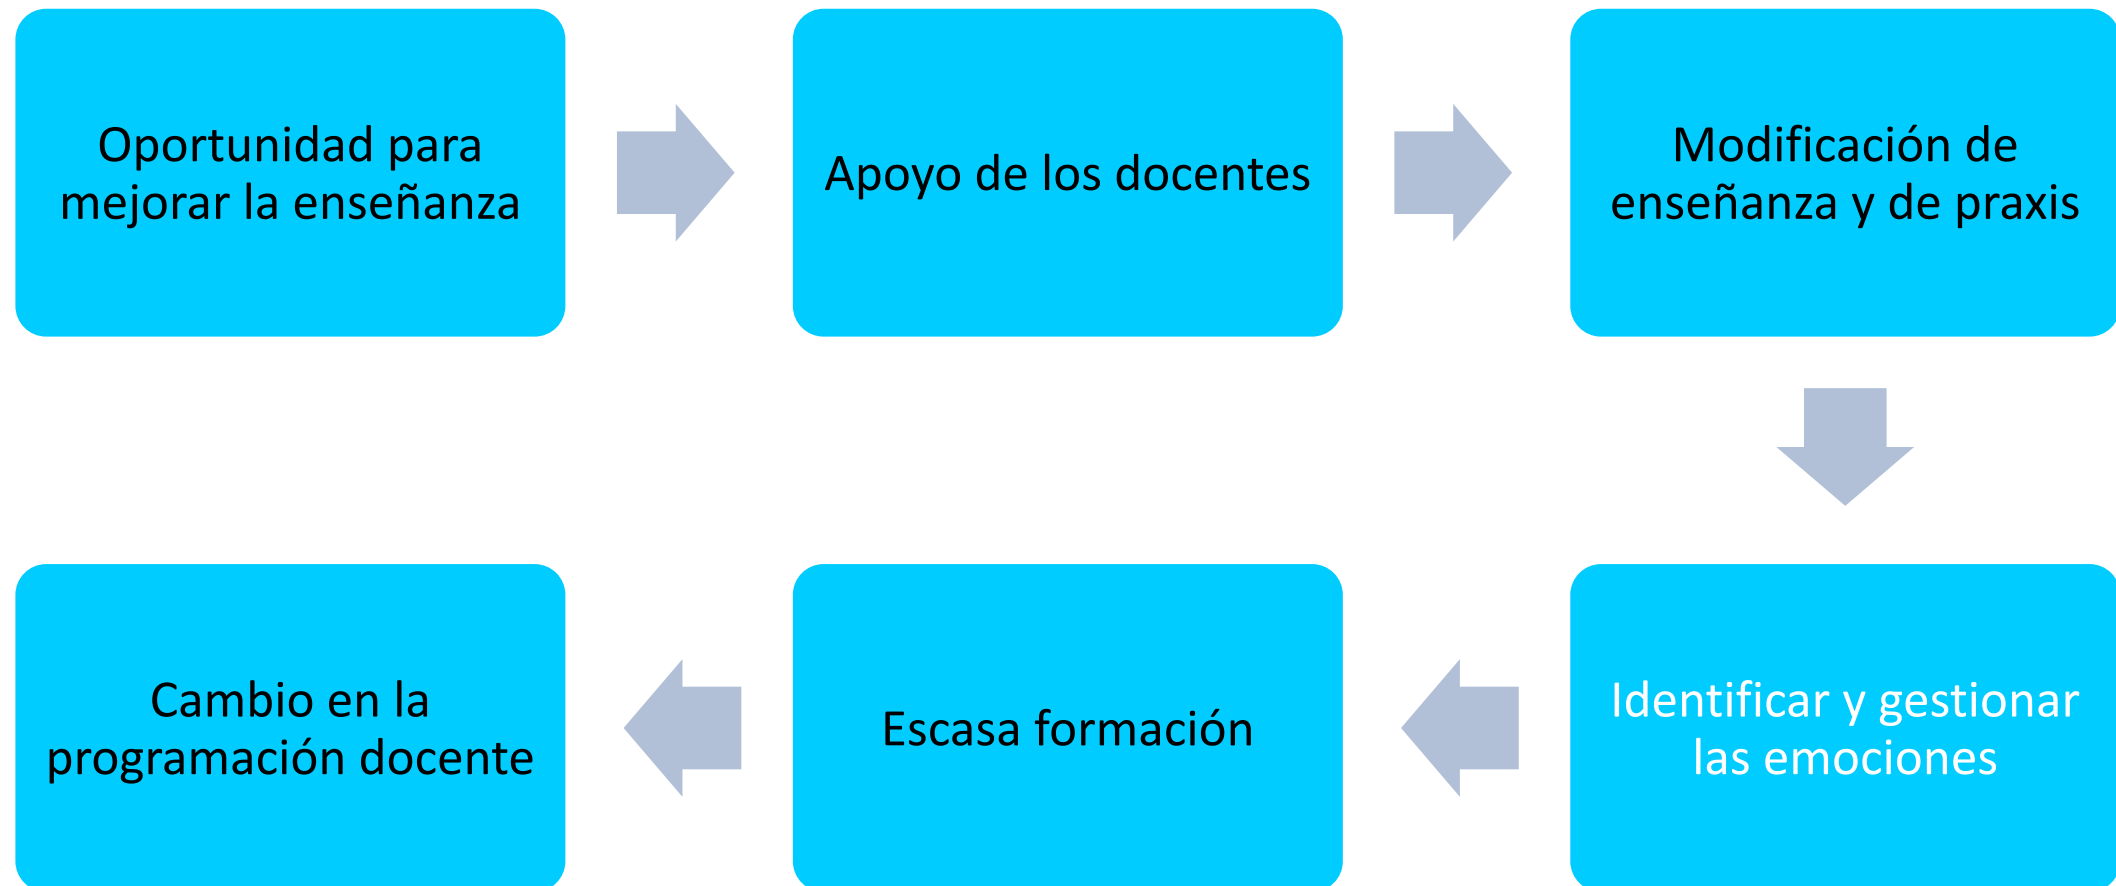 Oportunidad para
mejorar la enseñanza
Apoyo de los docentes
Modificación de
enseñanza y de praxis
Identificar y gestionar
las emociones
Escasa formación
Cambio en la
programación docente